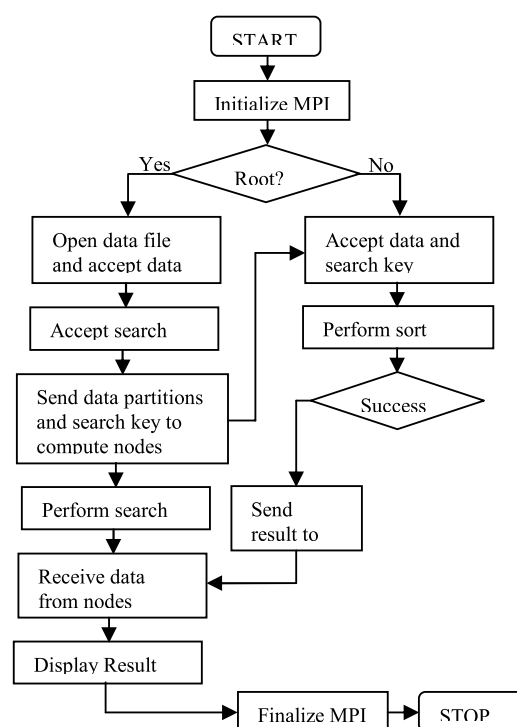 START
Initialize MPI
Root?
Yes
No
Open data file
and accept data
Accept data and
search key
Accept search
Perform sort
Send data partitions
and search key to
compute nodes
Success
Perform search
Send
result to
Receive data
from nodes
Display Result
Finalize MPI
STOP